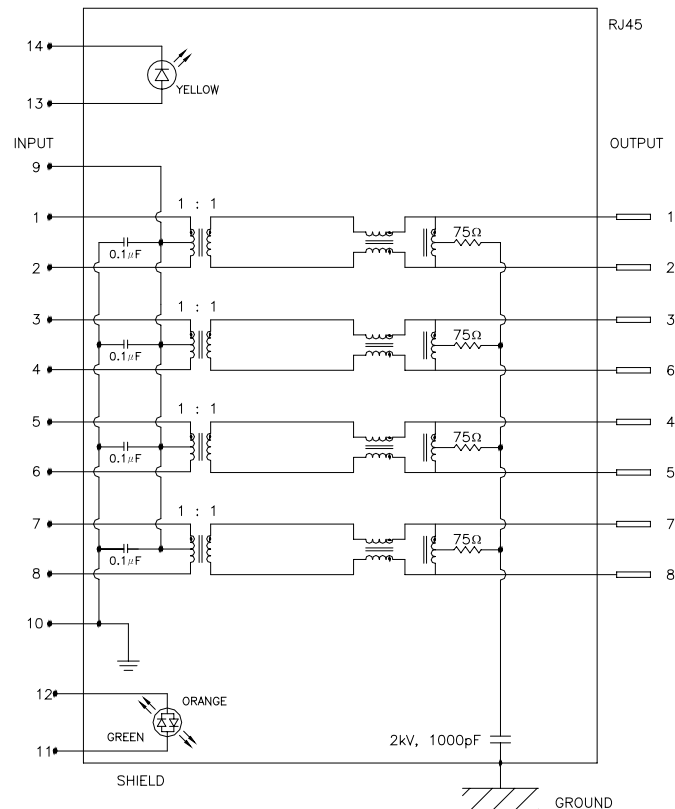 RJ45
14
YELLOW
13
INPUT
OUTPUT
9
1 : 1
1
75Ω
1
0.1µF
2
2
1 : 1
3
75Ω
3
0.1µF
4
6
1 : 1
5
75Ω
4
0.1µF
6
5
1 : 1
7
75Ω
7
0.1µF
8
8
10
12
ORANGE
GREEN
11
2kV, 1000pF
SHIELD
GROUND